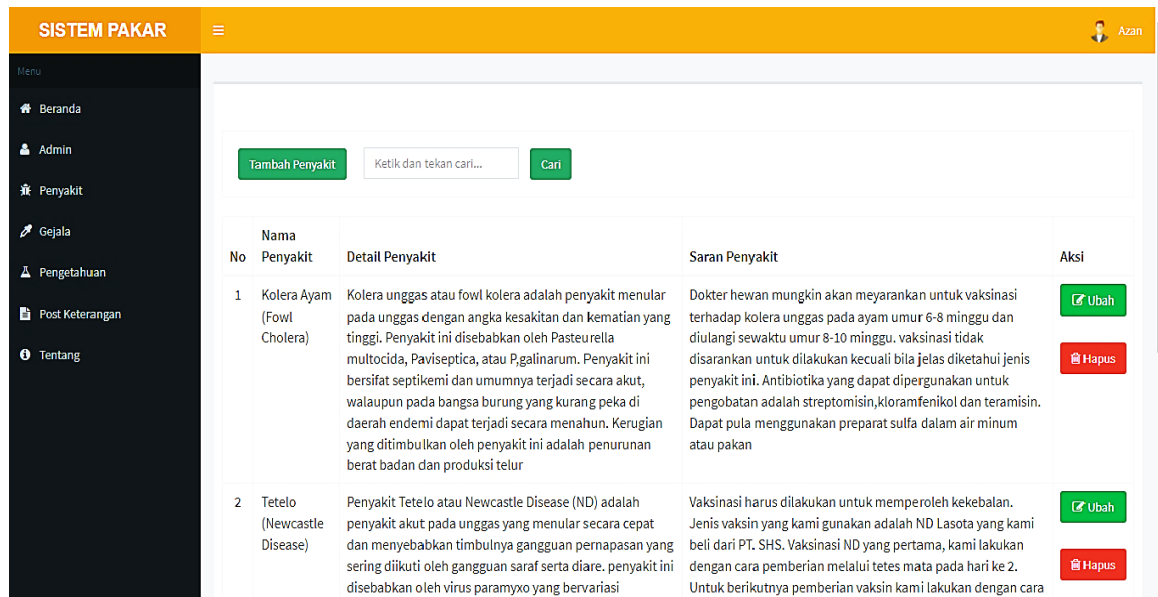 SISTEM PAKAR
Azan
Menu
Beranda
Admin
Penyakit
Gejala
Pengetahuan
Post Keterangan
Tentang
Tambah Penyakit
Ketik dan tekan cari...
Cari
No
Nama
Penyakit
Detail Penyakit
Saran Penyakit
Aksi
1
Kolera Ayam
(Fowl
Cholera)
Kolera unggas atau fowl kolera adalah penyakit menular
pada unggas dengan angka kesakitan dan kematian yang
tinggi. Penyakit ini disebabkan oleh Pasteurella
multocida, Paviseptica, atau P,galinarum. Penyakit ini
bersifat septikemi dan umumnya terjadi secara akut,
walaupun pada bangsa burung yang kurang peka di
daerah endemi dapat terjadi secara menahun. Kerugian
yang ditimbulkan oleh penyakit ini adalah penurunan
berat badan dan produksi telur
Dokter hewan mungkin akan meyarankan untuk vaksinasi
terhadap kolera unggas pada ayam umur 6-8 minggu dan
diulangi sewaktu umur 8-10 minggu. vaksinasi tidak
disarankan untuk dilakukan kecuali bila jelas diketahui jenis
penyakit ini. Antibiotika yang dapat dipergunakan untuk
pengobatan adalah streptomisin,kloramfenikol dan teramisin.
Dapat pula menggunakan preparat sulfa dalam air minum
atau pakan
Ubah
Hapus
2
Tetelo
(Newcastle
Disease)
Penyakit Tetelo atau Newcastle Disease (ND) adalah
penyakit akut pada unggas yang menular secara cepat
dan menyebabkan timbulnya gangguan pernapasan yang
sering diikuti oleh gangguan saraf serta diare. penyakit ini
disebabkan oleh virus paramyxo yang bervariasi
Vaksinasi harus dilakukan untuk memperoleh kekebalan.
Jenis vaksin yang kami gunakan adalah ND Lasota yang kami
beli dari PT. SHS. Vaksinasi ND yang pertama, kami lakukan
dengan cara pemberian melalui tetes mata pada hari ke 2.
Untuk berikutnya pemberian vaksin kami lakukan dengan cara
Ubah
Hapus